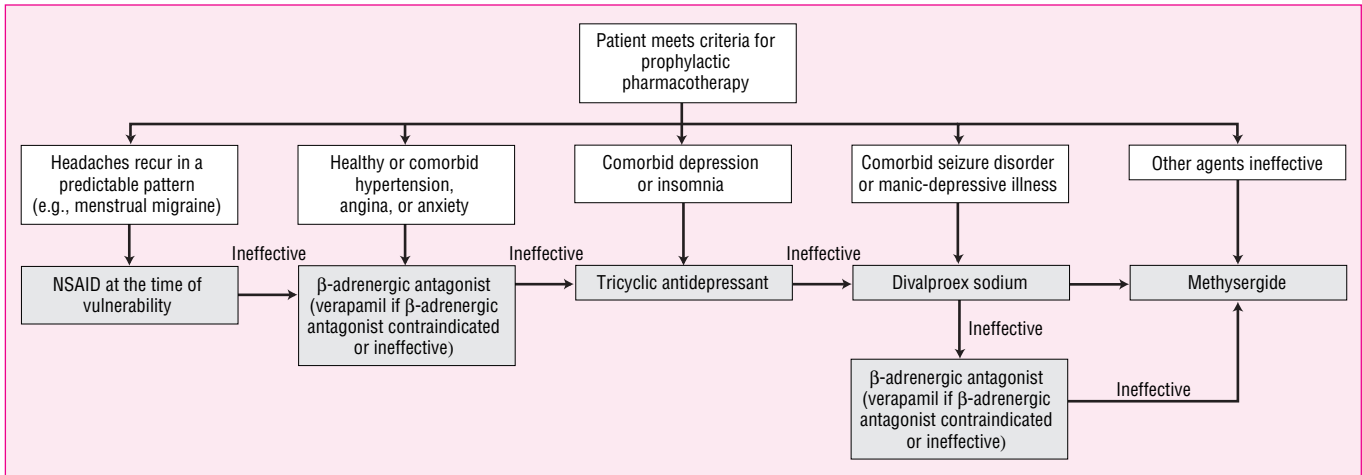 Patient meets criteria for
prophylactic
pharmacotherapy
Headaches recur in a
predictable pattern
(e.g., menstrual migraine)
Healthy or comorbid
hypertension,
angina, or anxiety
Comorbid depression
or insomnia
Comorbid seizure disorder
or manic-depressive illness
Other agents ineffective
NSAID at the time of
vulnerability
Ineffective
β-adrenergic antagonist
(verapamil if β-adrenergic
antagonist contraindicated
or ineffective)
Ineffective
Tricyclic antidepressant
Ineffective
Divalproex sodium
Methysergide
Ineffective
β-adrenergic antagonist
(verapamil if β-adrenergic
antagonist contraindicated
or ineffective)
Ineffective